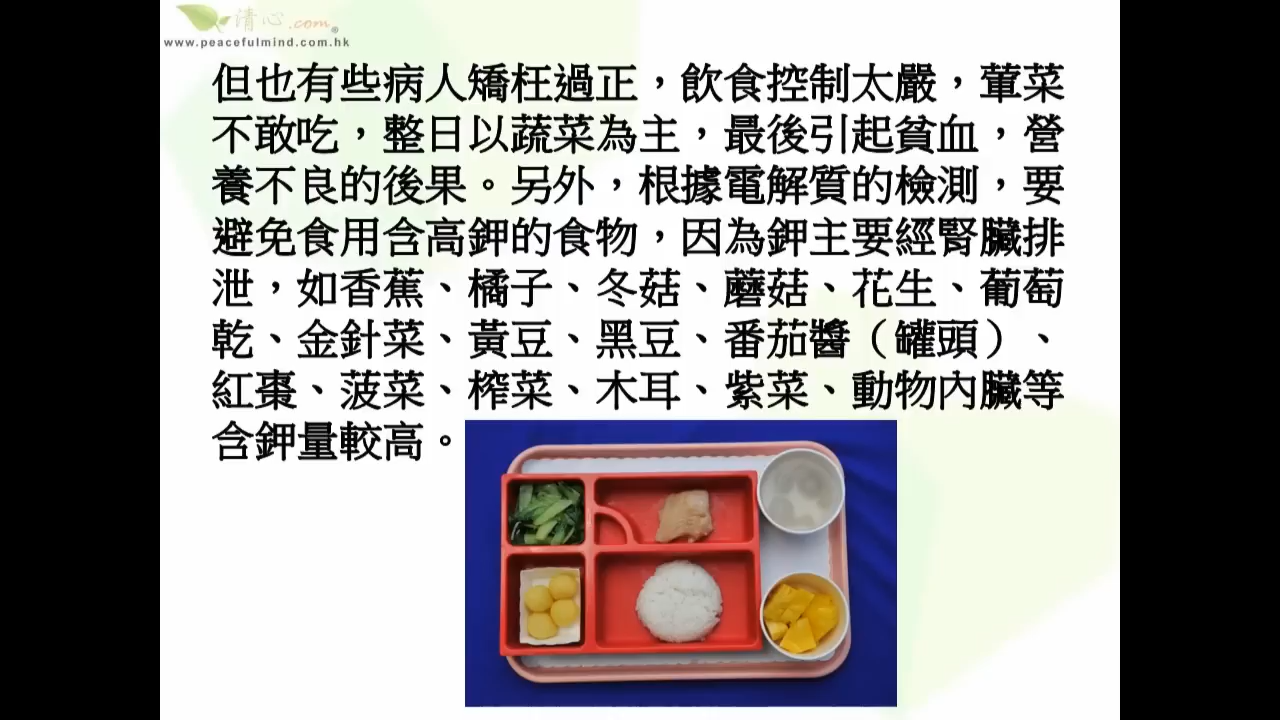 清心.com®
www.peacefulmind.com.hk
但也有些病人矯枉過正，飲食控制太嚴，葷菜
不敢吃，整日以蔬菜為主，最後引起貧血，營
養不良的後果。另外，根據電解質的檢測，要
避免食用含高鉀的食物，因為鉀主要經腎臟排
泄，如香蕉、橘子、冬菇、蘑菇、花生、葡萄
乾、金針菜、黃豆、黑豆、番茄醬（罐頭）、
紅棗、菠菜、榨菜、木耳、紫菜、動物內臟等
含鉀量較高。